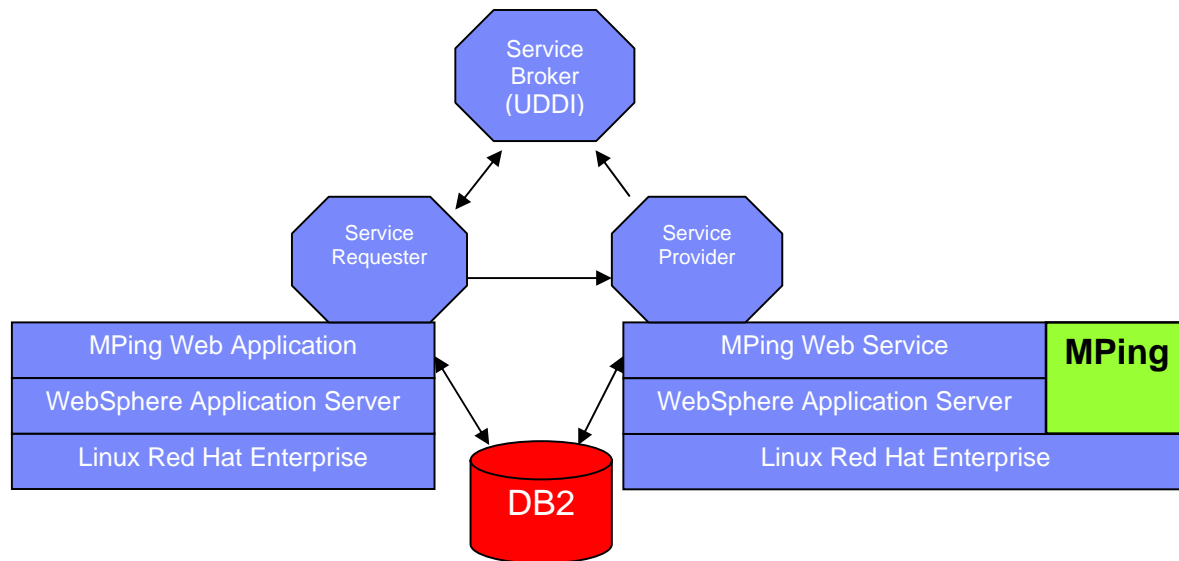 Service
Broker
(UDDI)
Service
Requester
Service
Provider
MPing Web Application
WebSphere Application Server
Linux Red Hat Enterprise
MPing Web Service
WebSphere Application Server
Linux Red Hat Enterprise
MPing
DB2